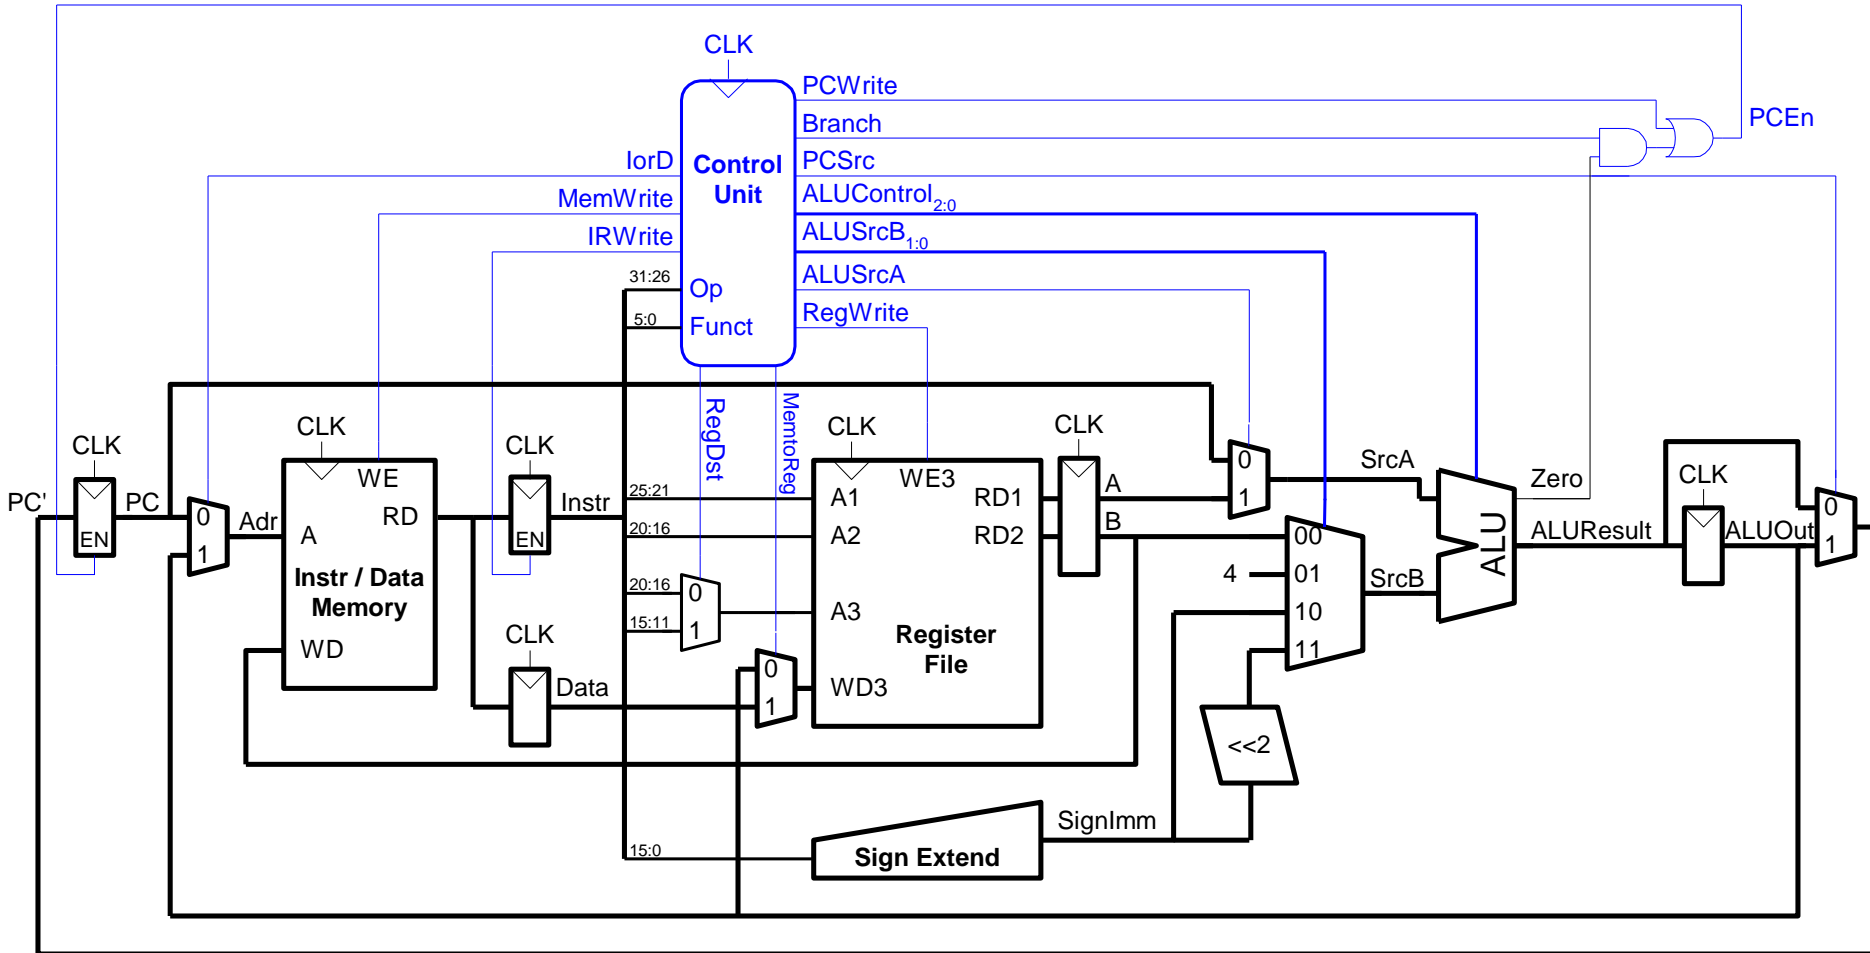 CLK
PCWrite
Branch
PCEn
IorD
Control
Unit
PCSrc
MemWrite
ALUControl2:0
IRWrite
ALUSrcB1:0
31:26
Op
ALUSrcA
5:0
Funct
RegWrite
RegDst
MemtoReg
CLK
CLK
CLK
CLK
CLK
PC'
EN
PC
0
1
Adr
WE
RD
A
Instr / Data
Memory
WD
EN
Instr
25:21
20:16
20:16
15:11
0
1
A1
A2
A3
WD3
WE3
RD1
RD2
Register
File
A
B
0
1
SrcA
00
01
10
11
4
SrcB
ALU
Zero
ALUResult
CLK
ALUOut
0
1
CLK
Data
0
1
<<2
SignImm
15:0
Sign Extend